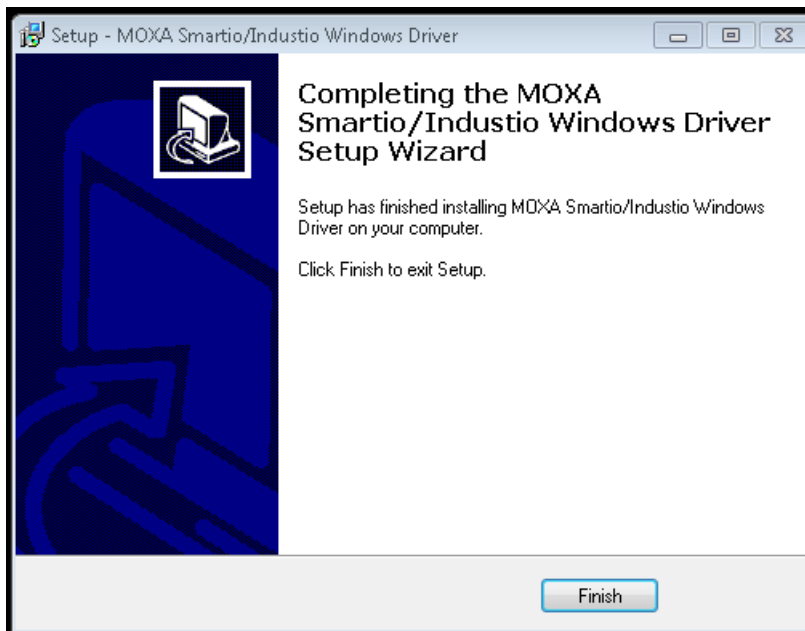 Setup - MOXA Smartio/Industio Windows Driver
Completing the MOXA
Smartio/Industio Windows Driver
Setup Wizard
Setup has finished installing MOXA Smartio/Industio Windows
Driver on your computer.
Click Finish to exit Setup.
Finish